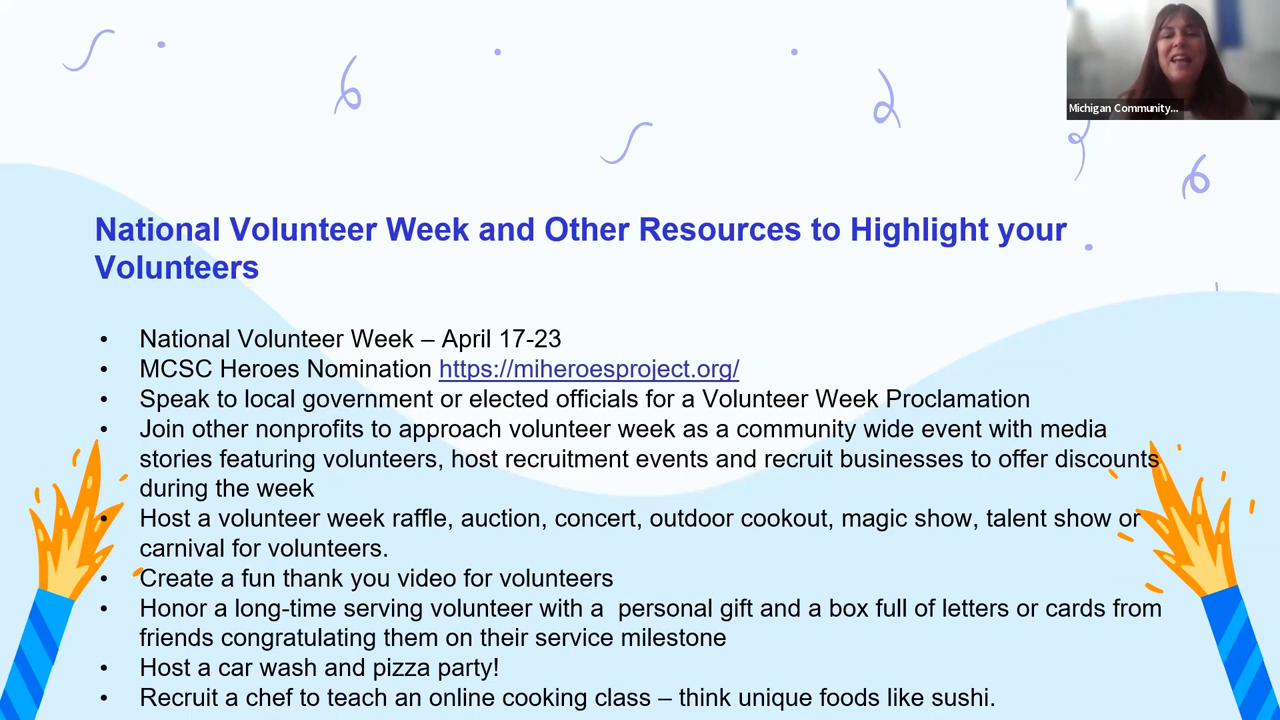 Michigan Community...
National Volunteer Week and Other Resources to Highlight your
Volunteers
• National Volunteer Week – April 17-23
• MCSC Heroes Nomination https://miheroesproject.org/
• Speak to local government or elected officials for a Volunteer Week Proclamation
• Join other nonprofits to approach volunteer week as a community wide event with media
stories featuring volunteers, host recruitment events and recruit businesses to offer discounts
during the week
• Host a volunteer week raffle, auction, concert, outdoor cookout, magic show, talent show or
carnival for volunteers.
• Create a fun thank you video for volunteers
• Honor a long-time serving volunteer with a  personal gift and a box full of letters or cards from
friends congratulating them on their service milestone
• Host a car wash and pizza party!
• Recruit a chef to teach an online cooking class – think unique foods like sushi.